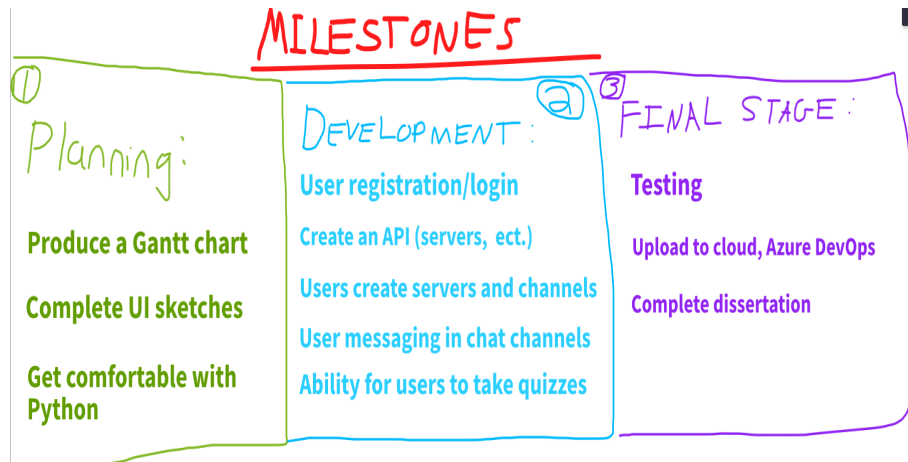 MILESTONES
1
Planning:
Produce a Gantt chart
Complete UI sketches
Get comfortable with
Python
2
DEVELOPMENT:
User registration/login
Create an API (servers, ect.)
Users create servers and channels
User messaging in chat channels
Ability for users to take quizzes
3
FINAL STAGE:
Testing
Upload to cloud, Azure DevOps
Complete dissertation